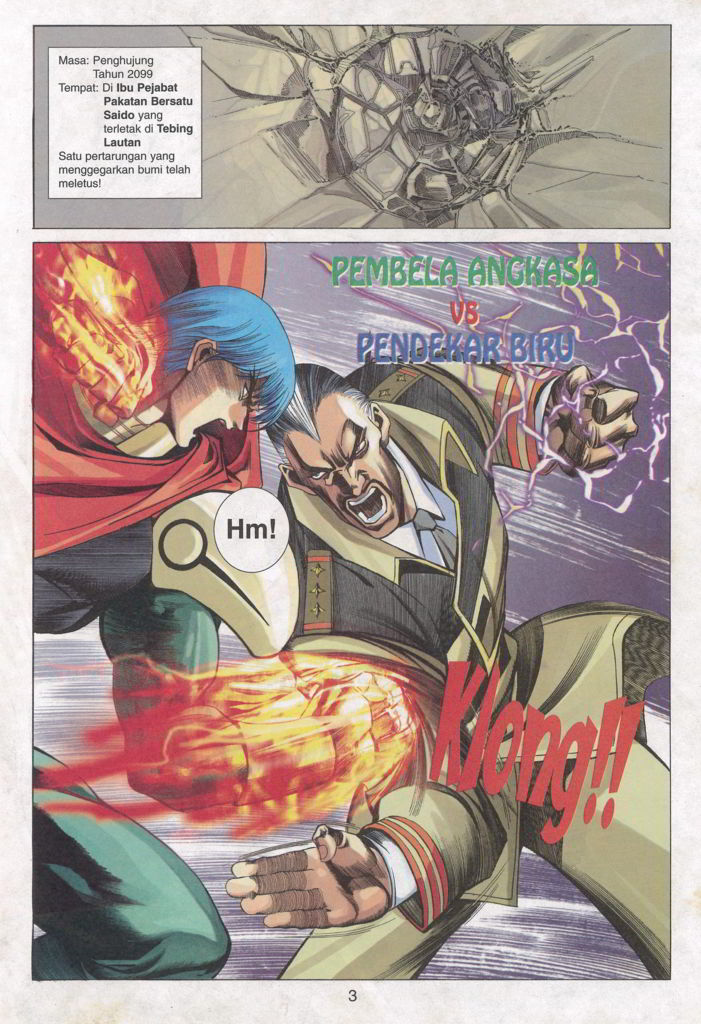 Masa: Penghujung
Tahun 2099
Tempat: Di Ibu Pejabat
Pakatan Bersatu
Saido yang
terletak di Tebing
Lautan
Satu pertarungan yang
menggegarkan bumi telah
meletus!
PEMBELA ANGKASA
VS
PENDEKAR BIRU
Hm!
Klong!!
3